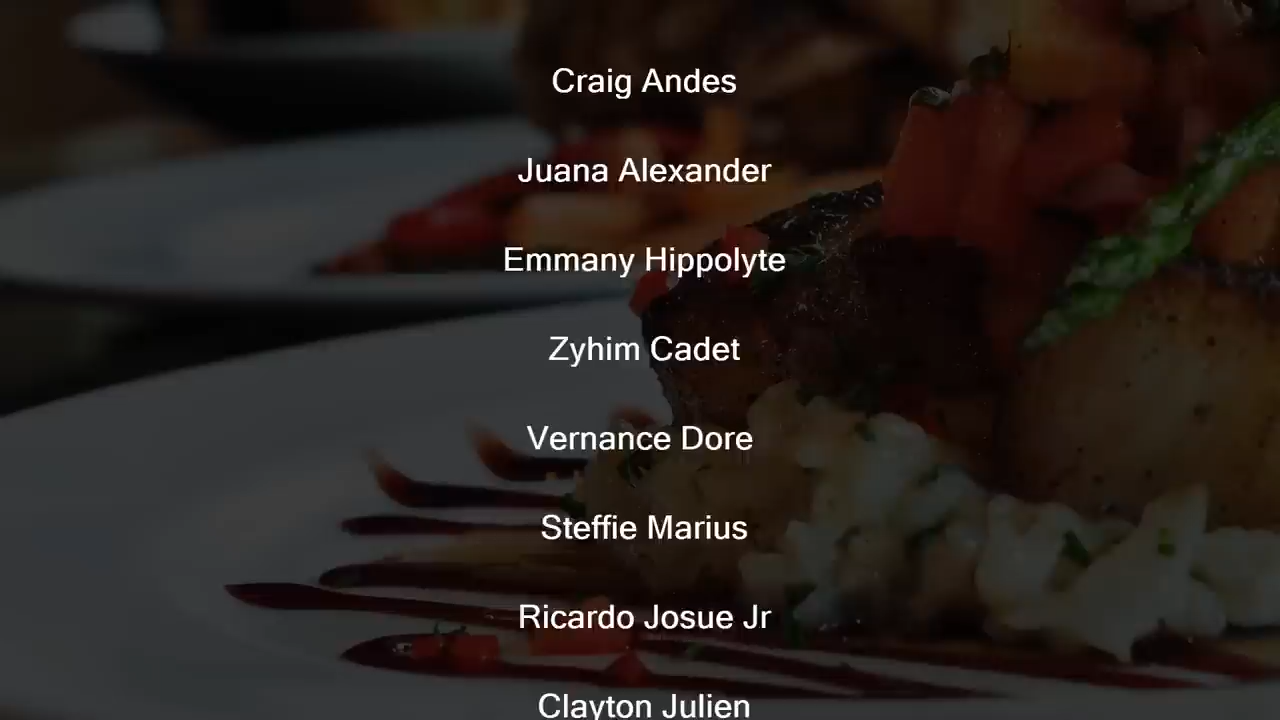 Craig Andes
Juana Alexander
Emmany Hippolyte
Zyhim Cadet
Vernance Dore
Steffie Marius
Ricardo Josue Jr
Clayton Julien